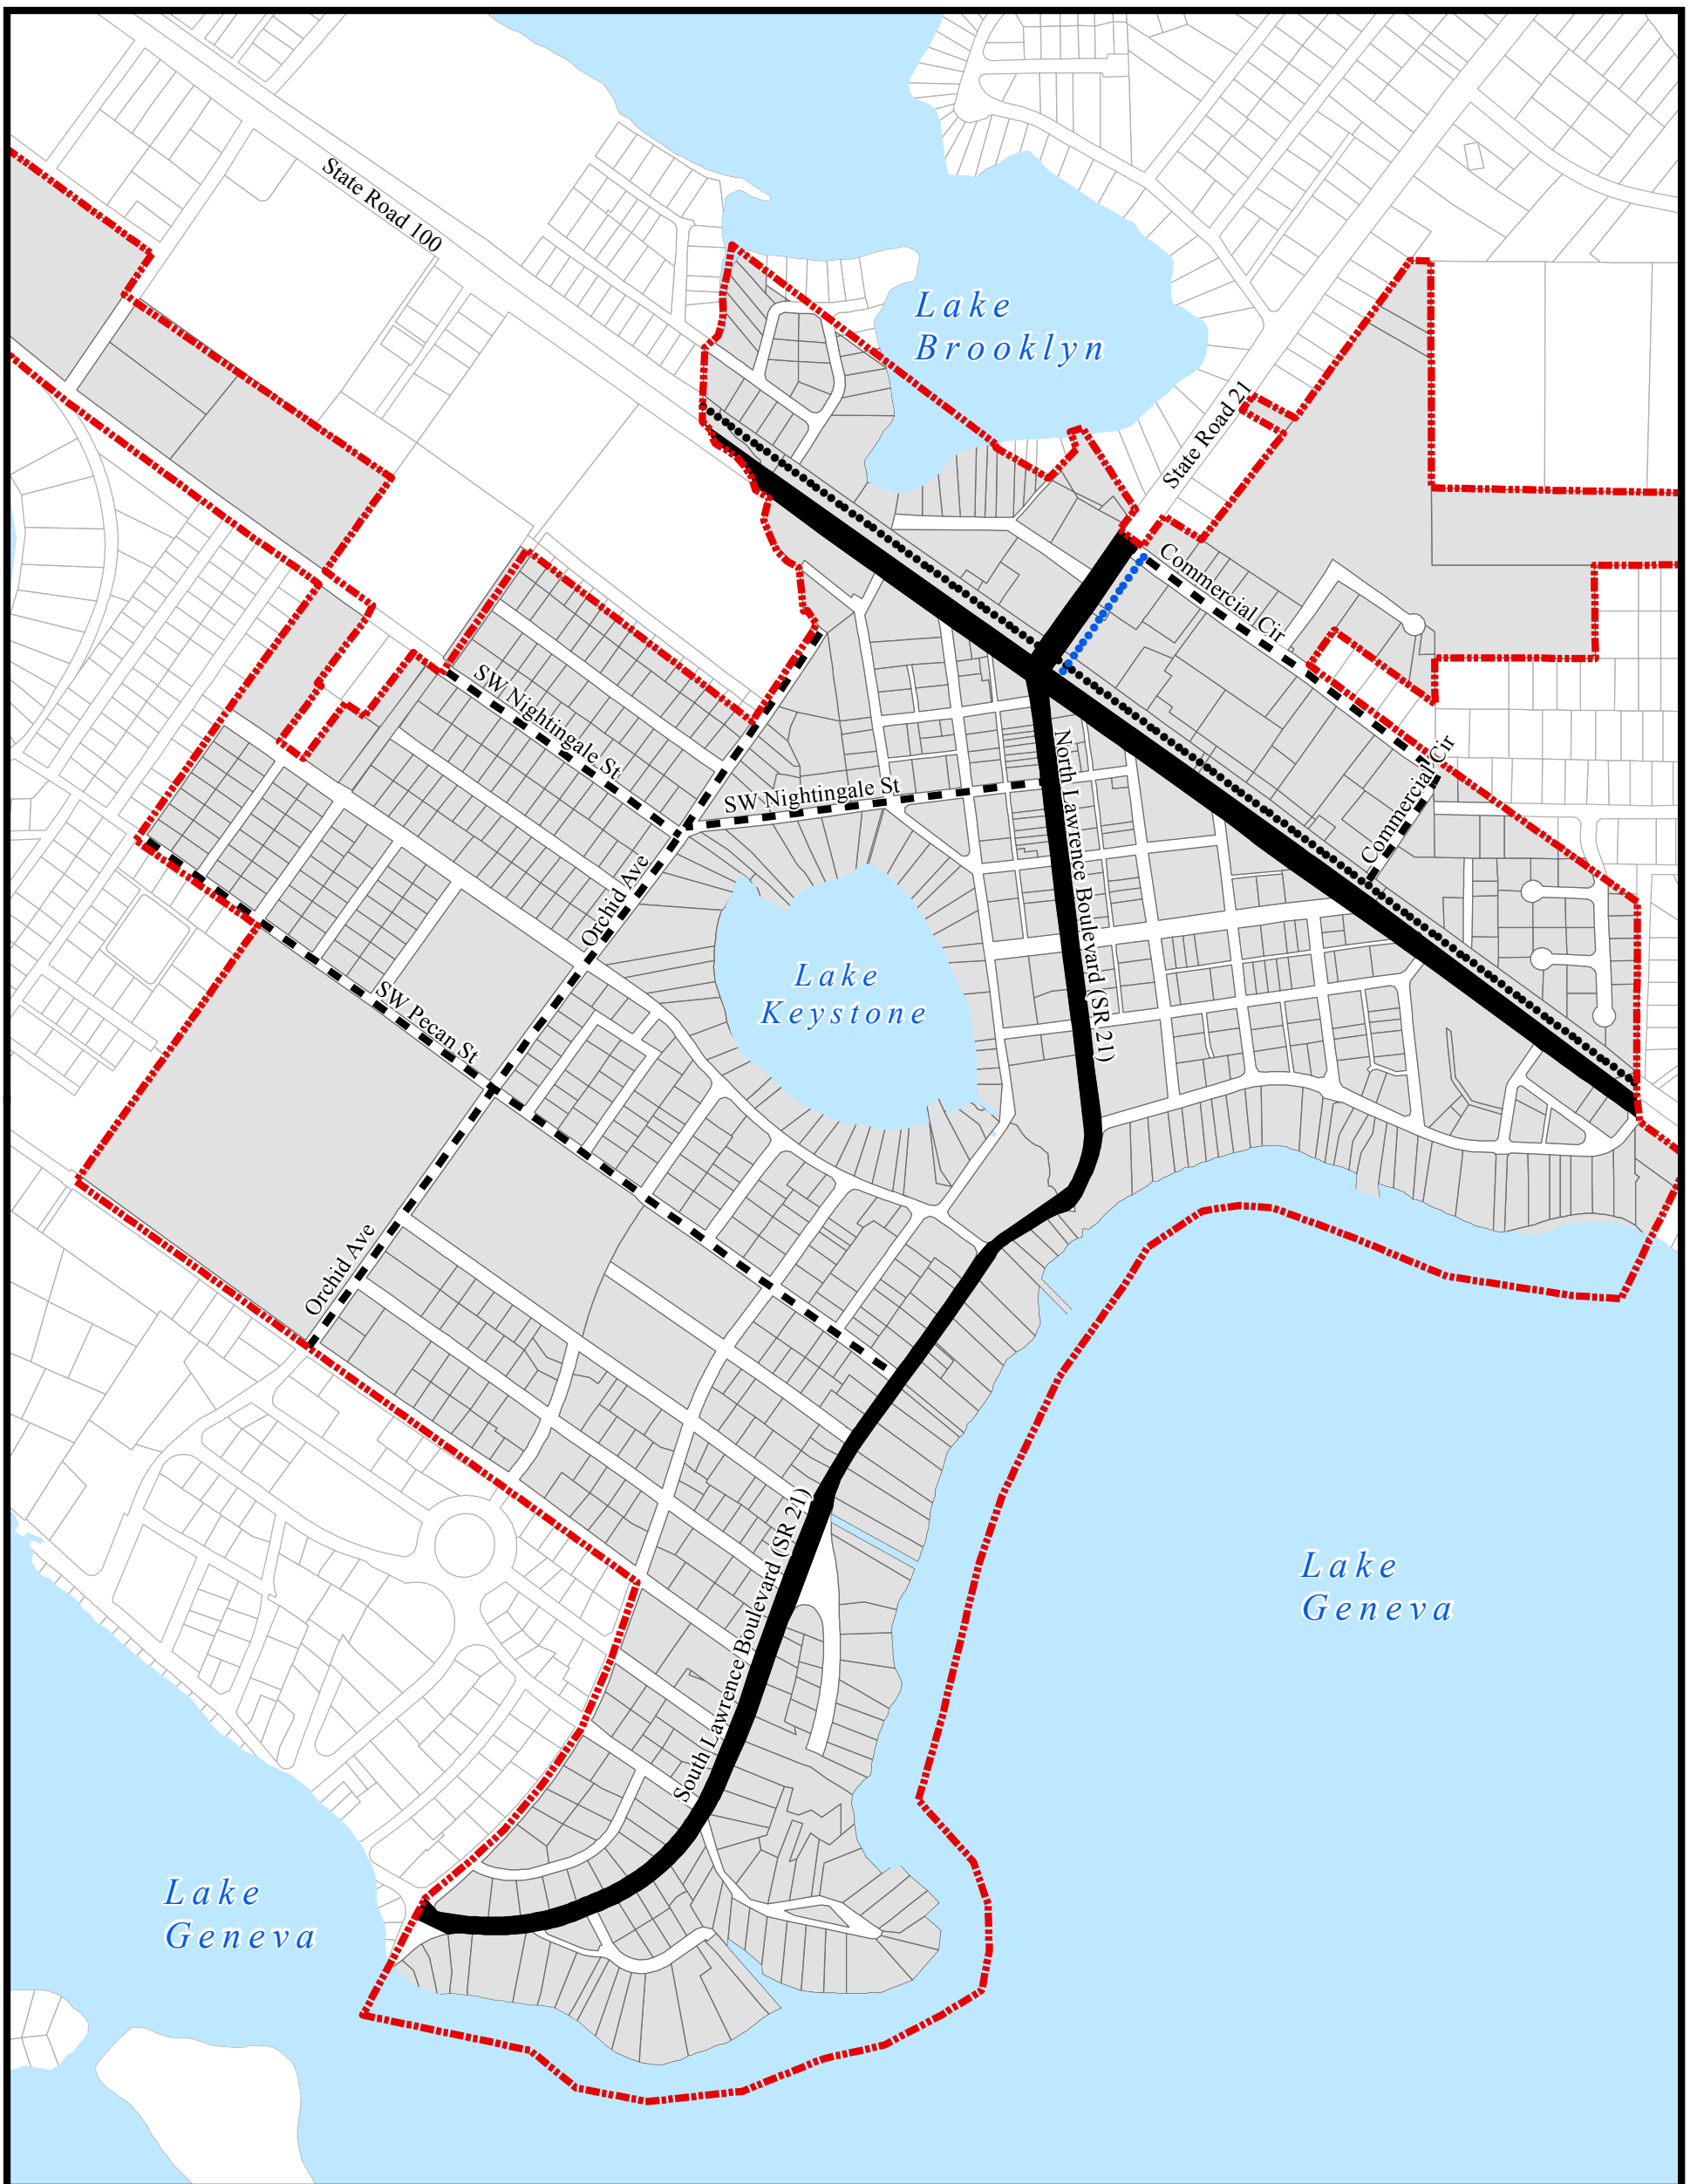 State Road 100
Lake
Brooklyn
State Road 21
Commercial Cir
SW Nightingale St
SW Nightingale St
North Lawrence Boulevard (SR 21)
Commercial Cir
Orchid Ave
Lake
Keystone
SW Pecan St
Orchid Ave
South Lawrence Boulevard (SR 21)
Lake
Geneva
Lake
Geneva